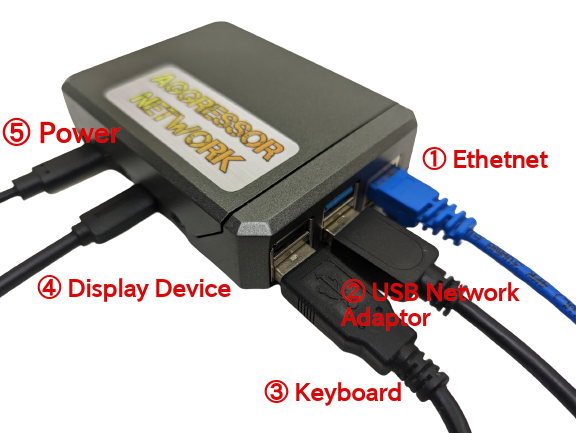 AGGRESSOR
NETWORK
⑤ Power
① Ethetnet
④ Display Device
② USB Network
Adaptor
③ Keyboard